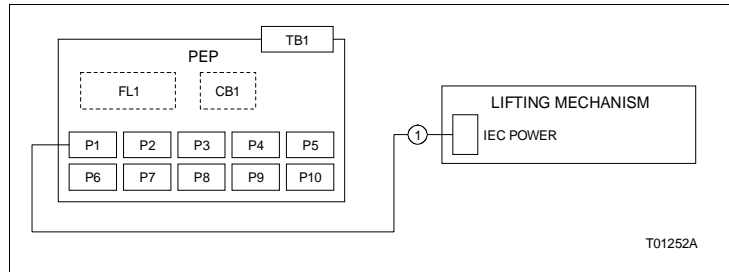 TB1
PEP
FL1
CB1
LIFTING MECHANISM
IEC POWER
1
P1 P2 P3 P4 P5
P6 P7 P8 P9 P10
T01252A